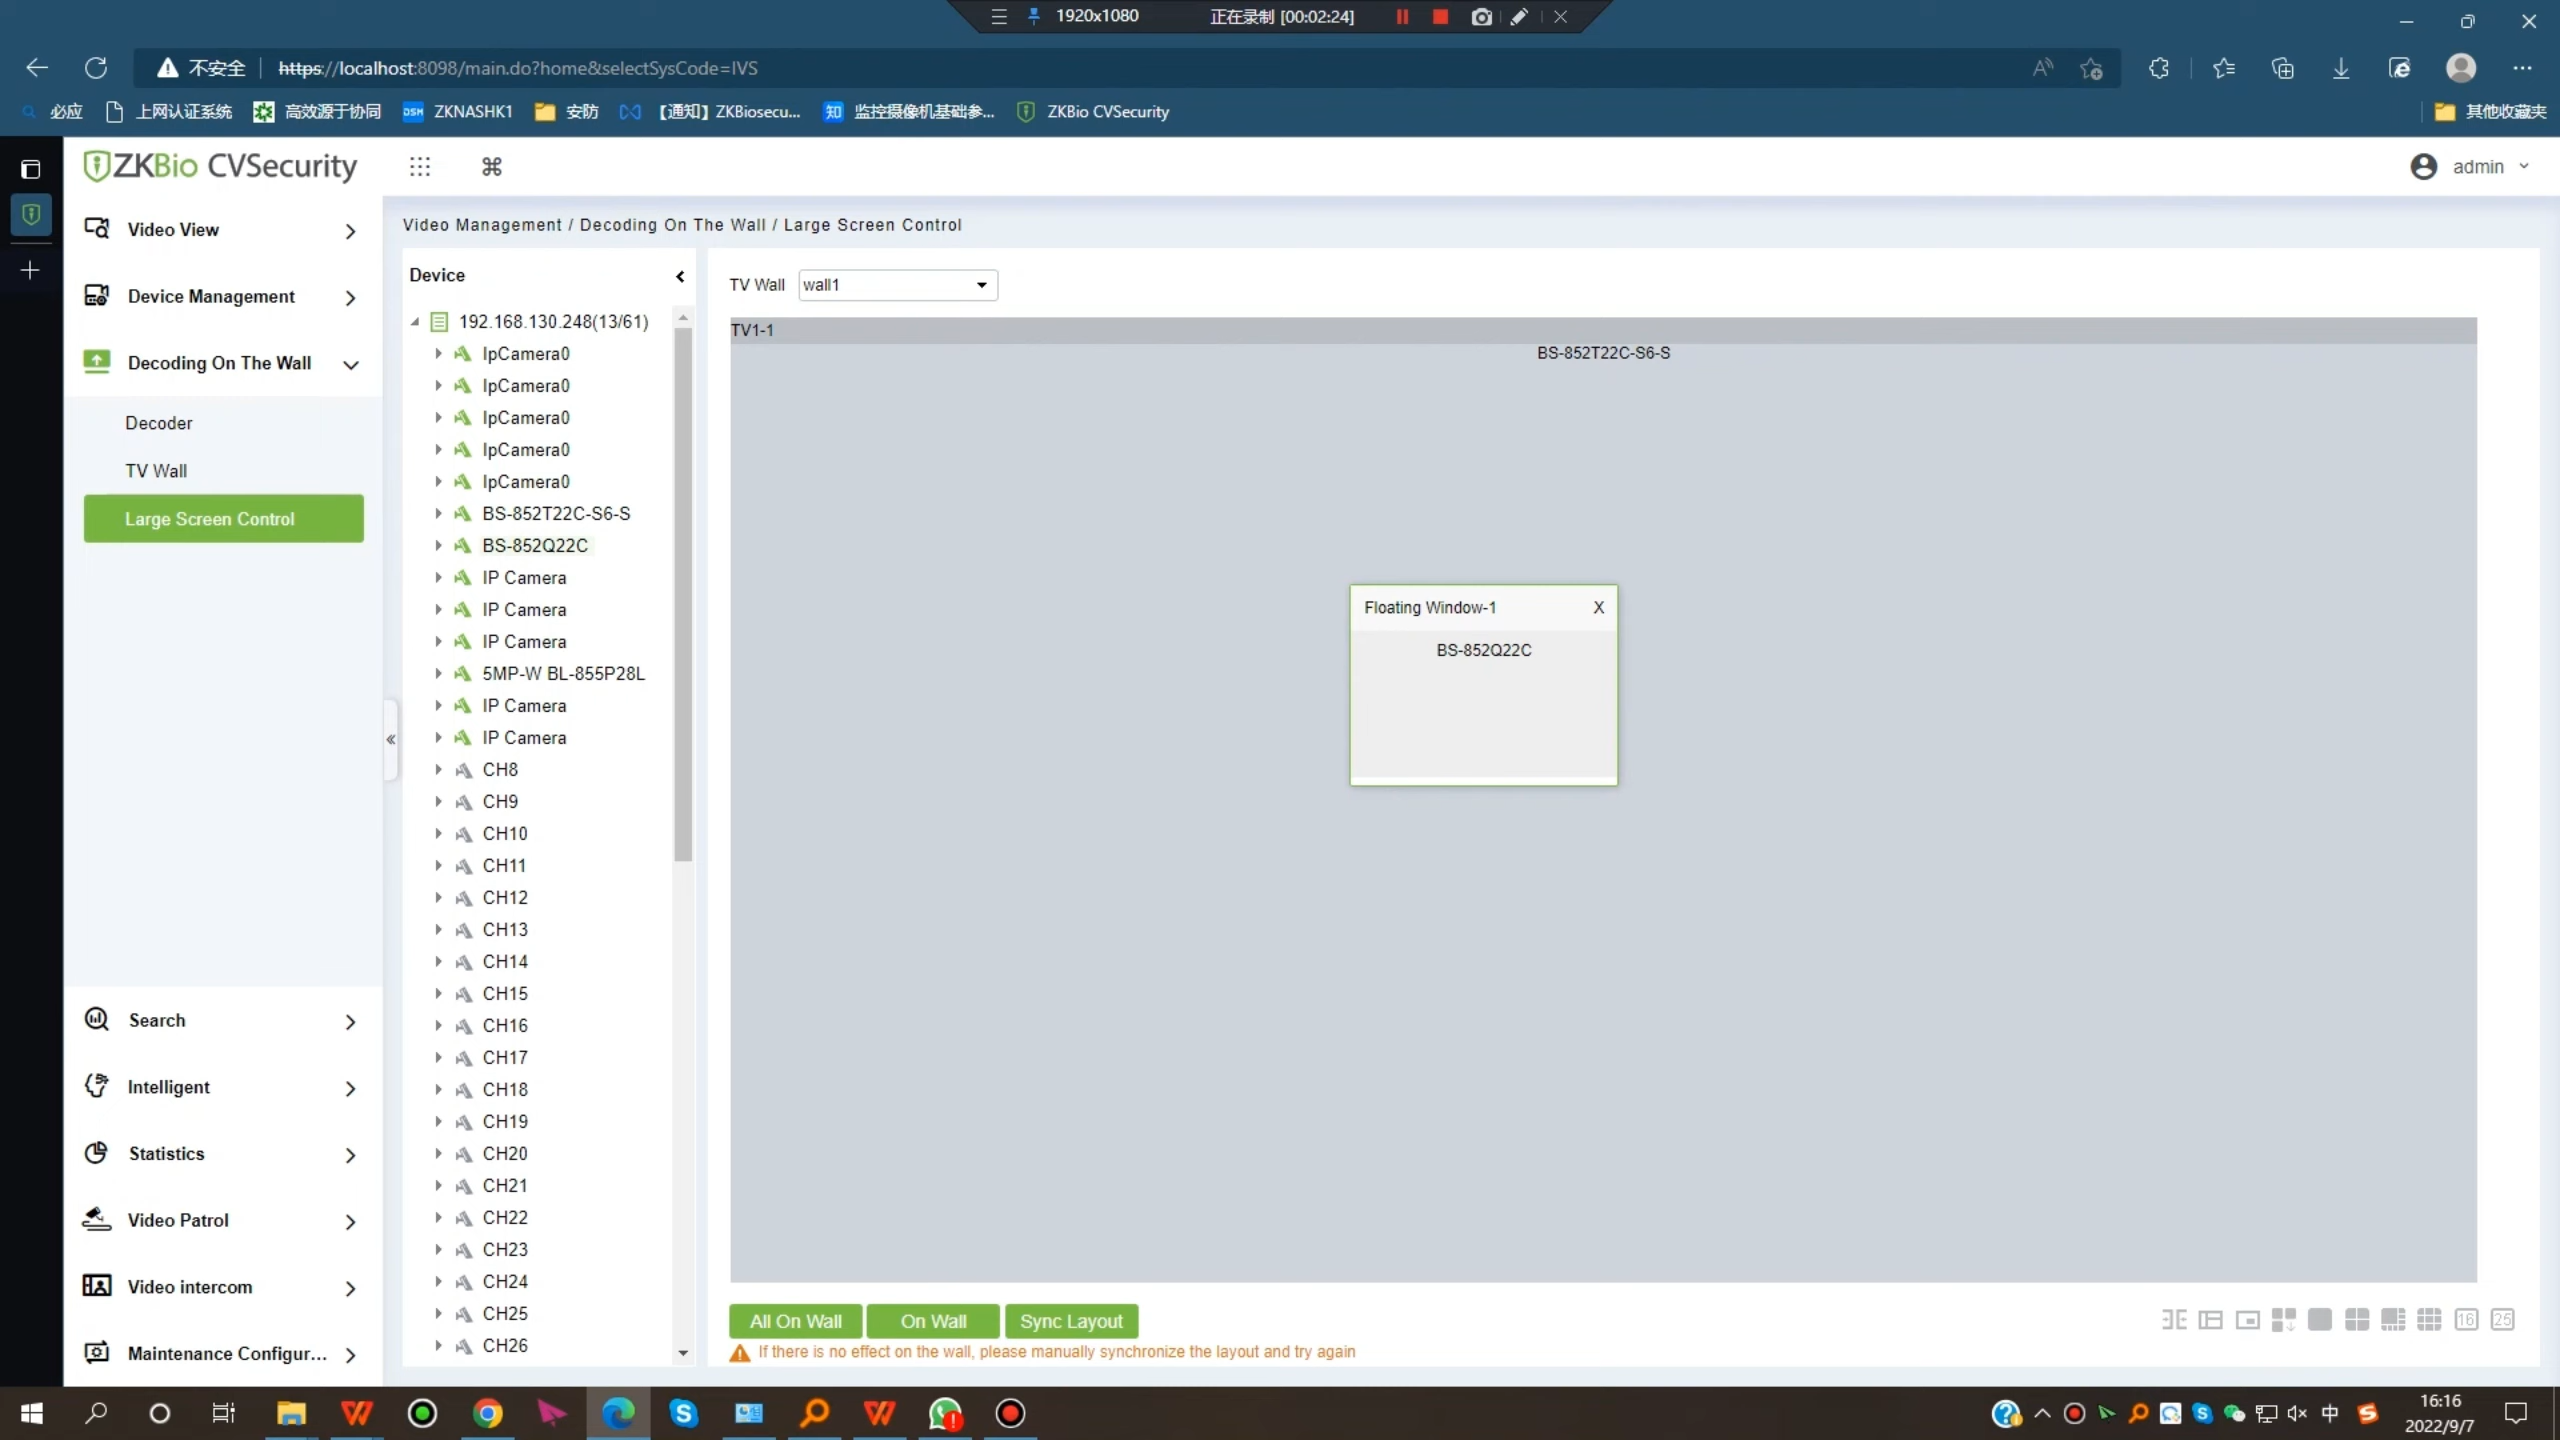 1920x1080 正在录制 [00:02:24]
不安全 https://localhost:8098/main.do?home&selectSysCode=IVS
必应 上网认证系统 高效源于协同 DSM ZKNASHK1 安防 【通知】ZKBiosecu... 知 监控摄像机基础参... ZKBio CVSecurity 其他收藏夹
ZKBio CVSecurity admin
Video View
Device Management
Decoding On The Wall
Decoder
TV Wall
Large Screen Control
Search
Intelligent
Statistics
Video Patrol
Video intercom
Maintenance Configur...
Video Management / Decoding On The Wall / Large Screen Control
Device
192.168.130.248(13/61)
IpCamera0
IpCamera0
IpCamera0
IpCamera0
IpCamera0
BS-852T22C-S6-S
BS-852Q22C
IP Camera
IP Camera
IP Camera
5MP-W BL-855P28L
IP Camera
IP Camera
CH8
CH9
CH10
CH11
CH12
CH13
CH14
CH15
CH16
CH17
CH18
CH19
CH20
CH21
CH22
CH23
CH24
CH25
CH26
TV Wall wall1
TV1-1
BS-852T22C-S6-S
Floating Window-1 X
BS-852Q22C
All On Wall On Wall Sync Layout
16 25
If there is no effect on the wall, please manually synchronize the layout and try again
中 16:16
2022/9/7